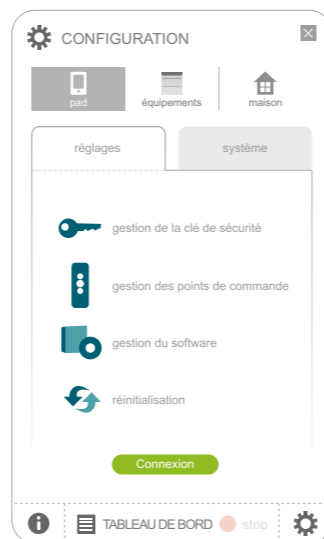 CONFIGURATION
pad
équipements
maison
réglages
système
gestion de la clé de sécurité
gestion des points de commande
gestion du software
réinitialisation
Connexion
TABLEAU DE BORD
stop